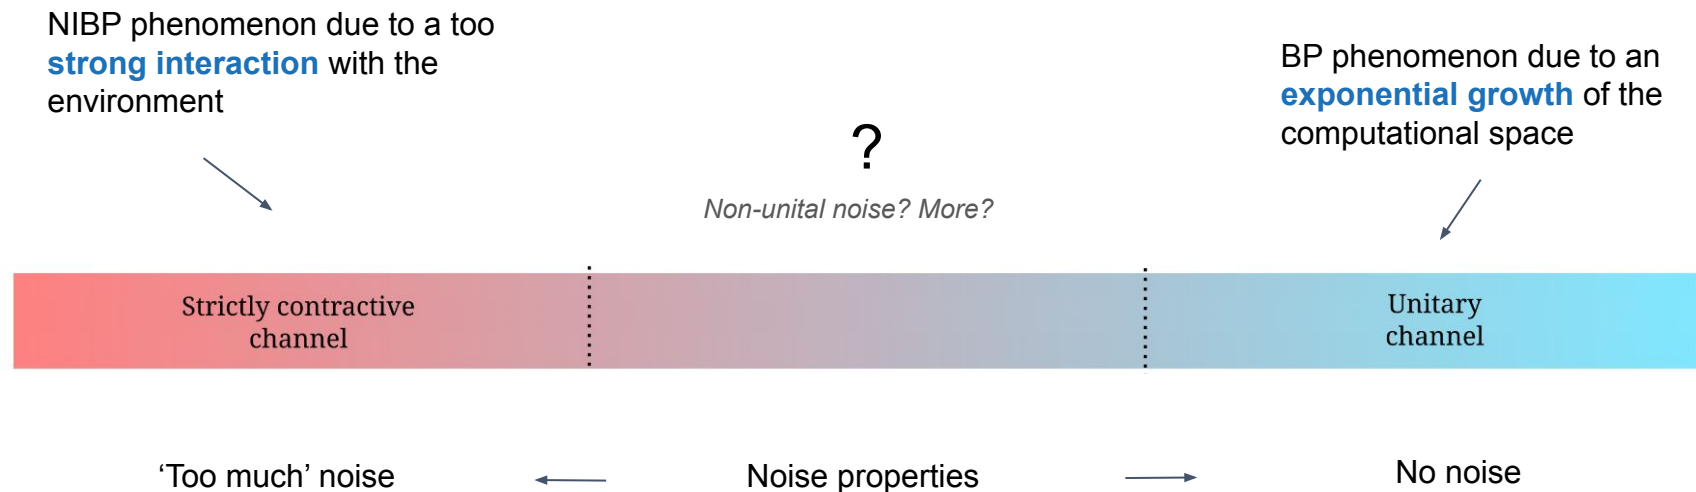 NIBP phenomenon due to a too
strong interaction with the
environment
BP phenomenon due to an
exponential growth of the
computational space
?
Non-unital noise? More?
Strictly contractive
channel
Unitary
channel
‘Too much’ noise
Noise properties
No noise